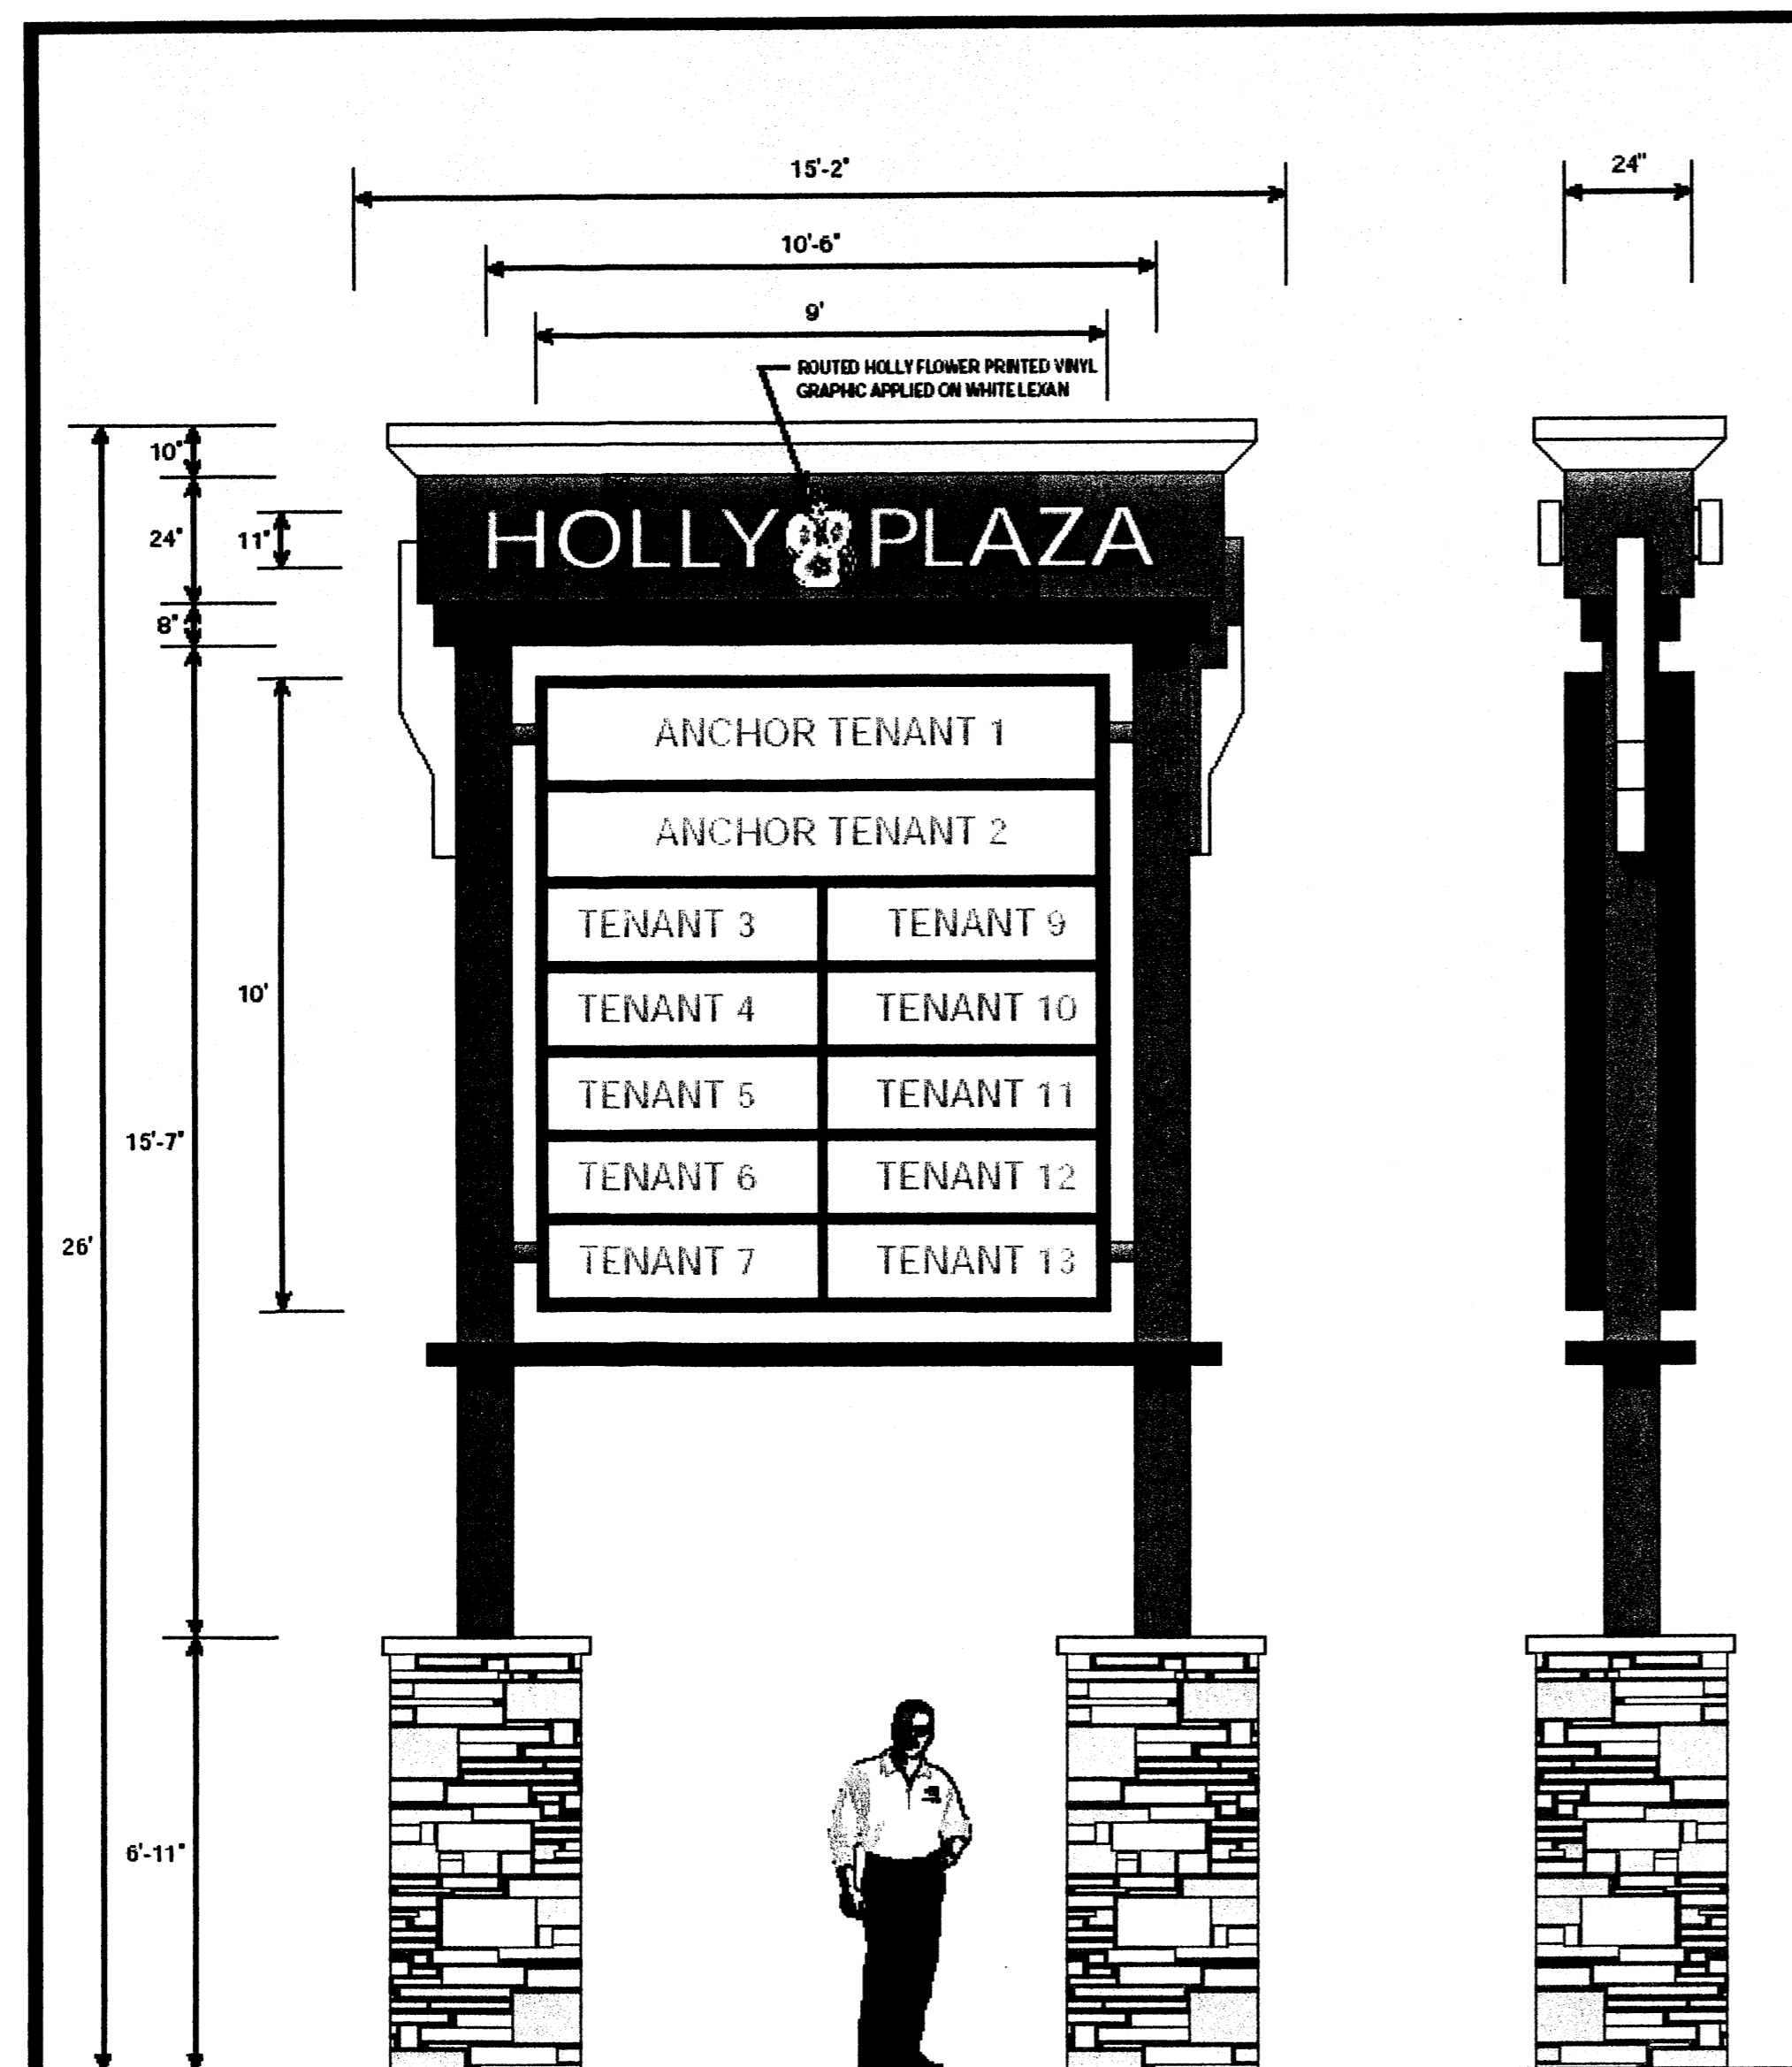 15'-2"
24"
10'-6"
9'
ROUTED HOLLY FLOWER PRINTED VINYL
GRAPHIC APPLIED ON WHITE LEXAN
10"
24"
11"
8"
HOLLY PLAZA
ANCHOR TENANT 1
ANCHOR TENANT 2
TENANT 3 TENANT 9
TENANT 4 TENANT 10
TENANT 5 TENANT 11
TENANT 6 TENANT 12
TENANT 7 TENANT 13
10'
15'-7"
26'
6'-11"